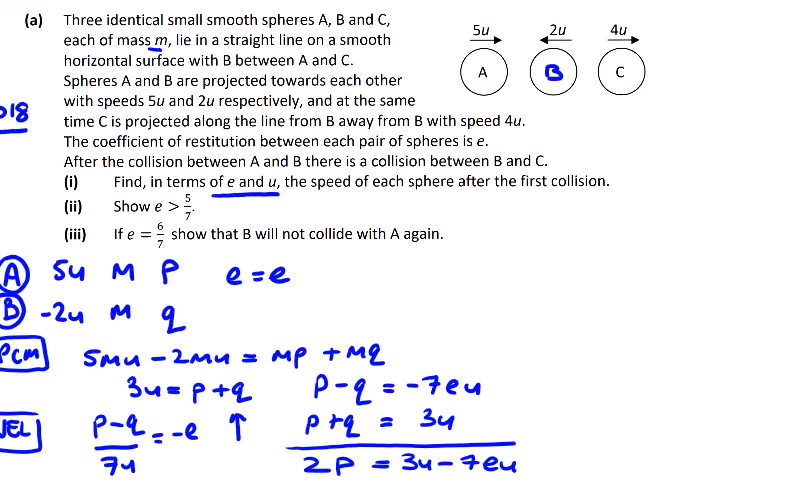 (a) Three identical small smooth spheres A, B and C,
each of mass m, lie in a straight line on a smooth
horizontal surface with B between A and C.
Spheres A and B are projected towards each other
with speeds 5u and 2u respectively, and at the same
time C is projected along the line from B away from B with speed 4u.
The coefficient of restitution between each pair of spheres is e.
After the collision between A and B there is a collision between B and C.
(i) Find, in terms of e and u, the speed of each sphere after the first collision.
(ii) Show e > 5/7.
(iii) If e = 6/7 show that B will not collide with A again.
5u 2u 4u
A B C
018
A 5u M P e = e
B -2u M q
PCM 5Mu - 2Mu = MP + Mq
3u = P + q P - q = -7eu
NEL P-q/7u = -e ↑ P + q = 3u
2P = 3u - 7eu